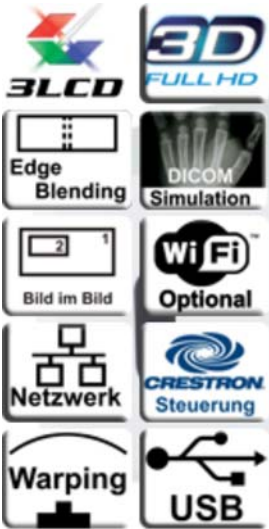 3LCD
3D
FULL HD
Edge
Blending
DICOM
Simulation
2
1
Bild im Bild
WiFi
Optional
Netzwerk
CRESTRON
Steuerung
Warping
USB